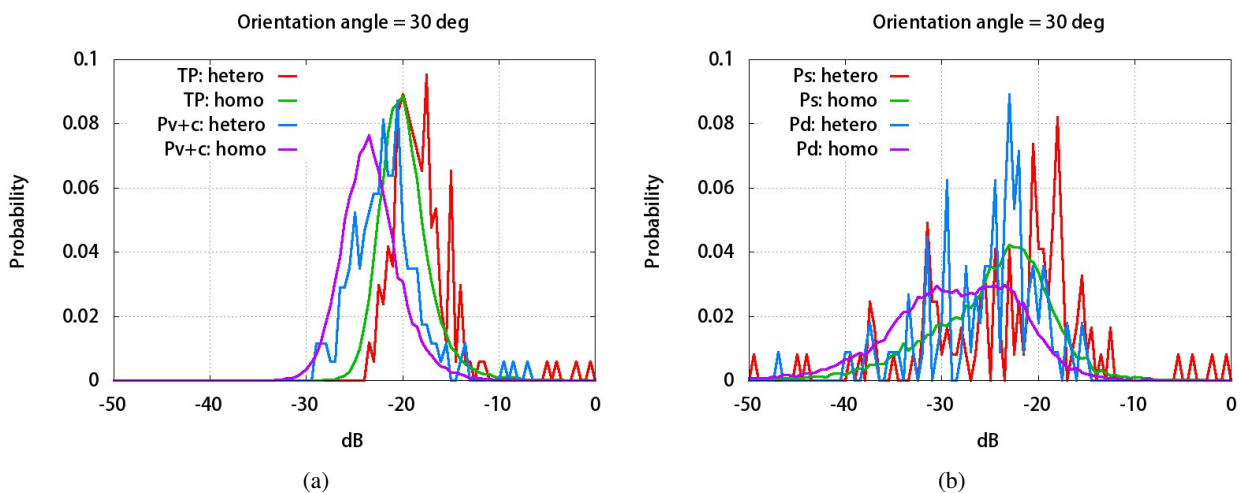 Orientation angle = 30 deg
TP: hetero
TP: homo
Pv+c: hetero
Pv+c: homo
0.1
0.08
0.06
0.04
0.02
0
Probability
-50
-40
-30
-20
-10
0
dB
(a)
Orientation angle = 30 deg
Ps: hetero
Ps: homo
Pd: hetero
Pd: homo
0.1
0.08
0.06
0.04
0.02
0
Probability
-50
-40
-30
-20
-10
0
dB
(b)